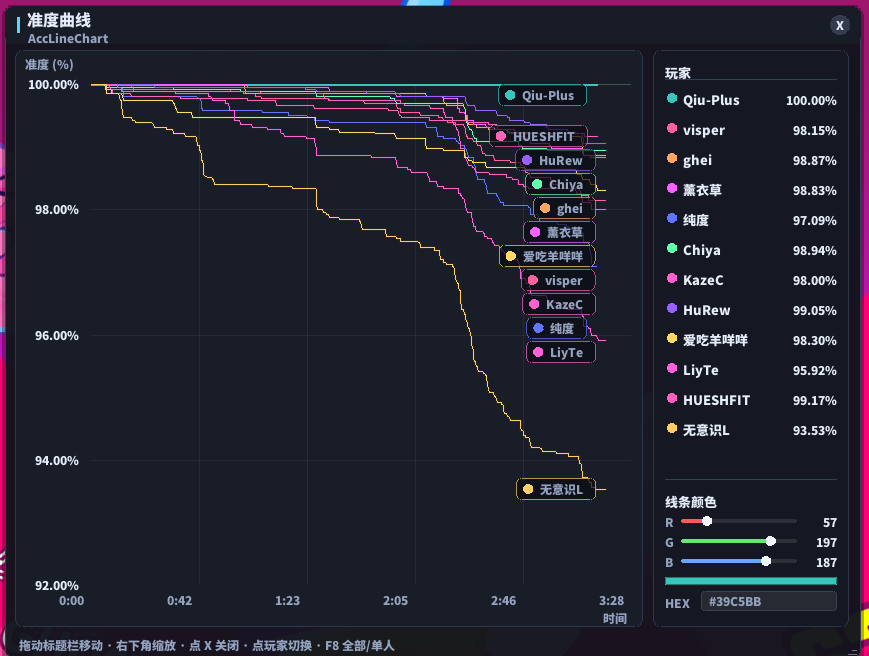 准度曲线
AccLineChart
X
准度 (%)
100.00%
98.00%
96.00%
94.00%
92.00%
0:00
0:42
1:23
2:05
2:46
3:28
时间
Qiu-Plus
HUESHFIT
HuRew
Chiya
ghei
薰衣草
爱吃羊咩咩
visper
KazeC
纯度
LiyTe
无意识L
玩家
Qiu-Plus 100.00%
visper 98.15%
ghei 98.87%
薰衣草 98.83%
纯度 97.09%
Chiya 98.94%
KazeC 98.00%
HuRew 99.05%
爱吃羊咩咩 98.30%
LiyTe 95.92%
HUESHFIT 99.17%
无意识L 93.53%
线条颜色
R 57
G 197
B 187
HEX #39C5BB
拖动标题栏移动 · 右下角缩放 · 点 X 关闭 · 点玩家切换 · F8 全部/单人